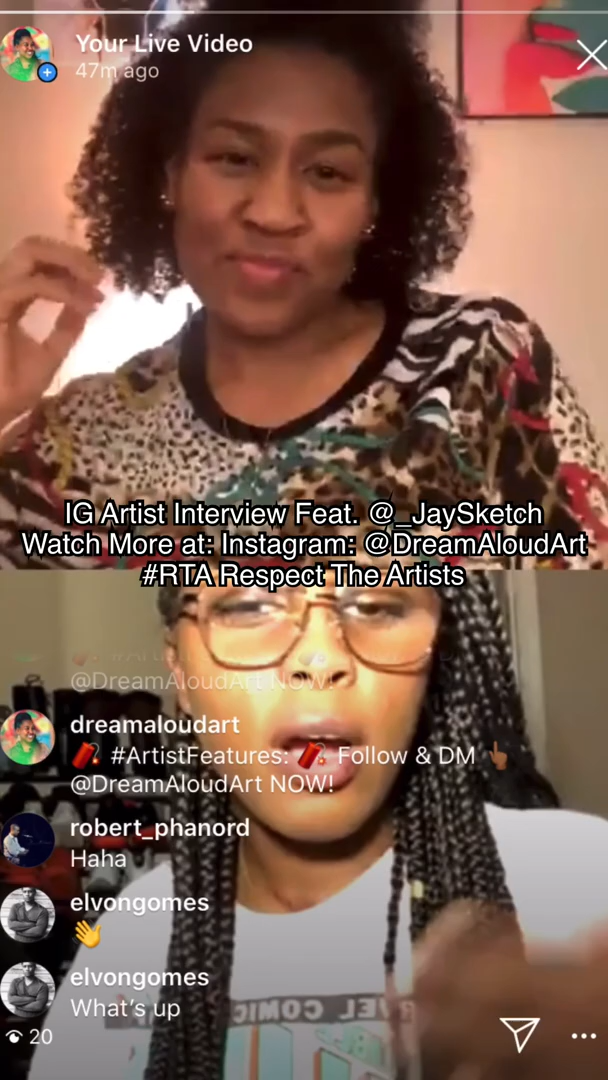 Your Live Video
47m ago
IG Artist Interview Feat. @_JaySketch
Watch More at: Instagram: @DreamAloudArt
#RTA Respect The Artists
@DreamAloudArt NOW!
dreamaloudart
🧨 #ArtistFeatures: 🧨 Follow & DM 👆🏾
@DreamAloudArt NOW!
robert_phanord
Haha
elvongomes
👋
elvongomes
What's up
COMIC
20